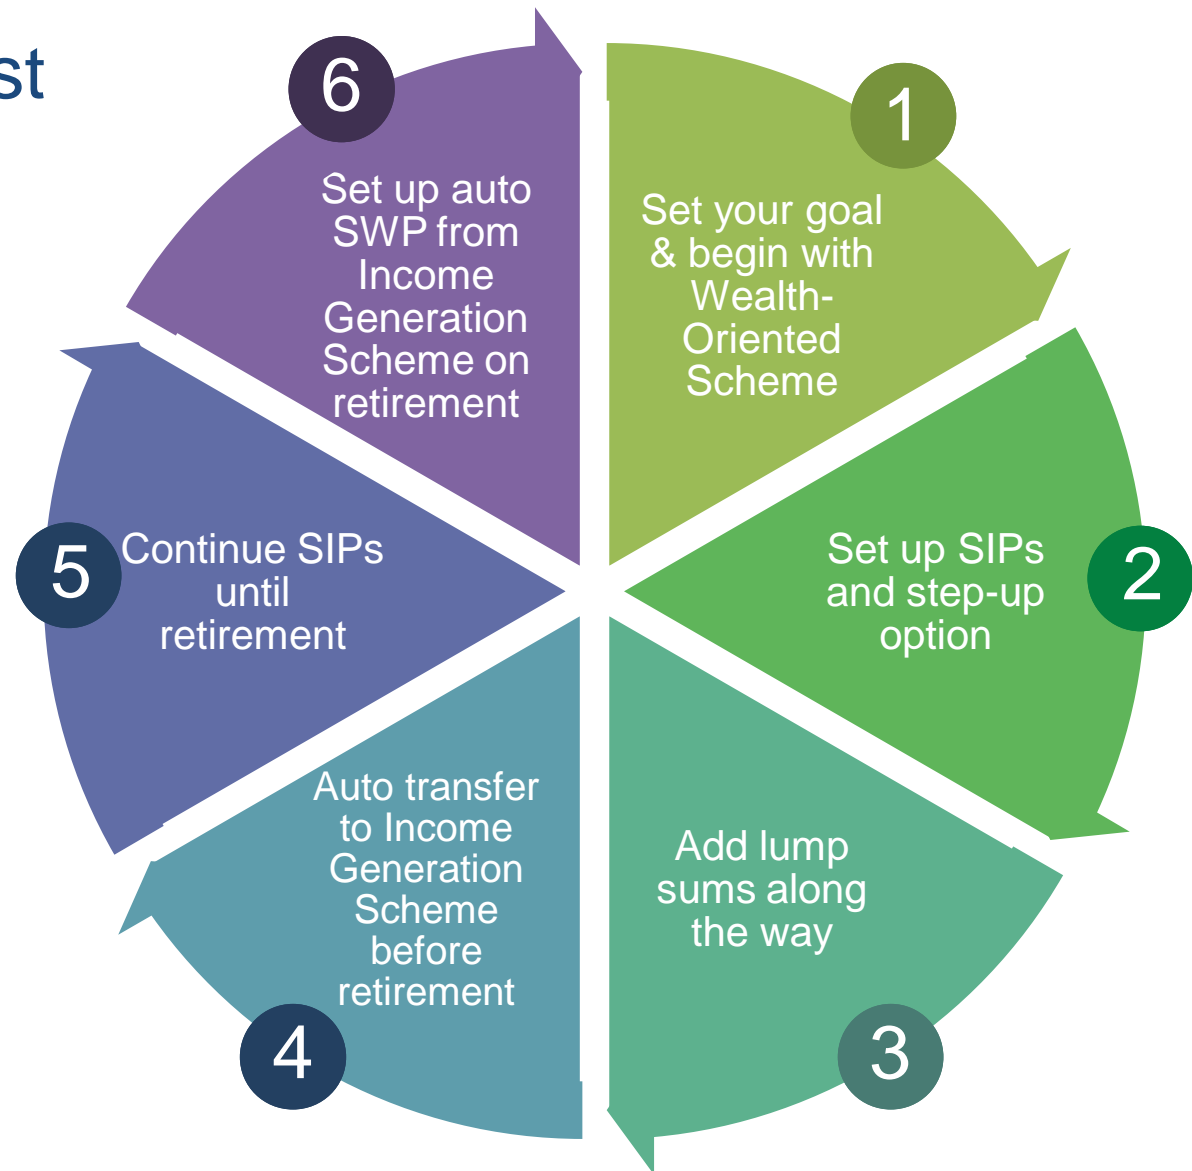 st
1
Set your goal
& begin with
Wealth-
Oriented
Scheme
2
Set up SIPs
and step-up
option
3
Add lump
sums along
the way
4
Auto transfer
to Income
Generation
Scheme
before
retirement
5
Continue SIPs
until
retirement
6
Set up auto
SWP from
Income
Generation
Scheme on
retirement